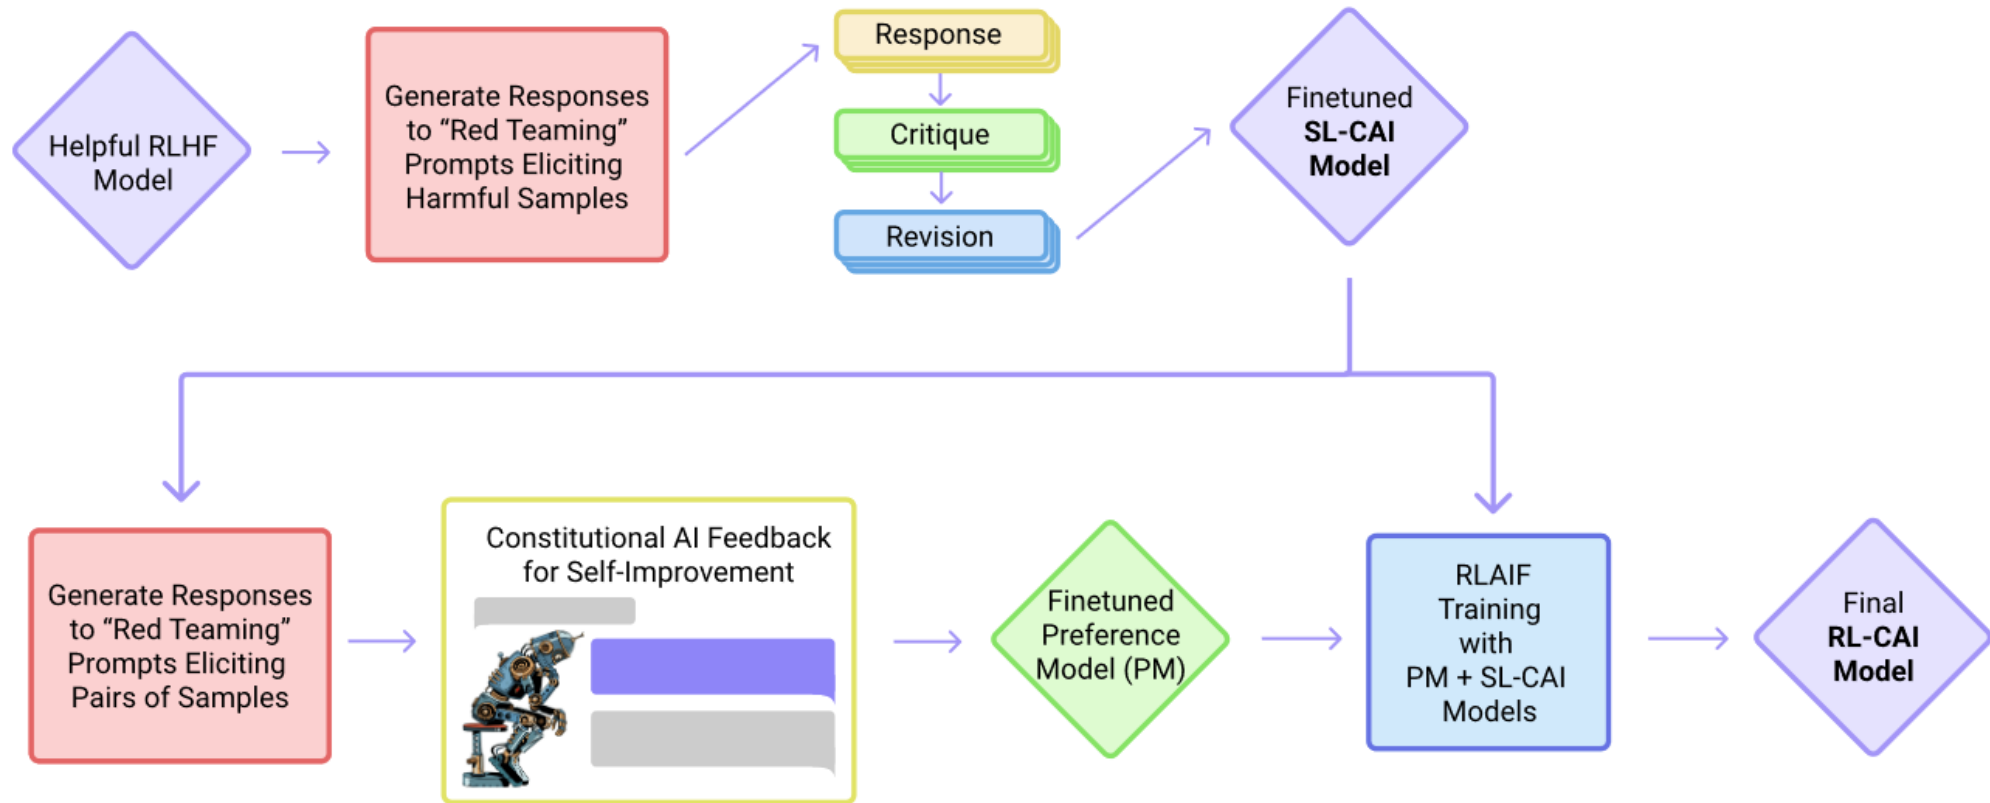 Helpful RLHF
Model
Generate Responses
to “Red Teaming”
Prompts Eliciting
Harmful Samples
Response
Critique
Revision
Finetuned
SL-CAI
Model
Generate Responses
to “Red Teaming”
Prompts Eliciting
Pairs of Samples
Constitutional AI Feedback
for Self-Improvement
Finetuned
Preference
Model (PM)
RLAIF
Training
with
PM + SL-CAI
Models
Final
RL-CAI
Model